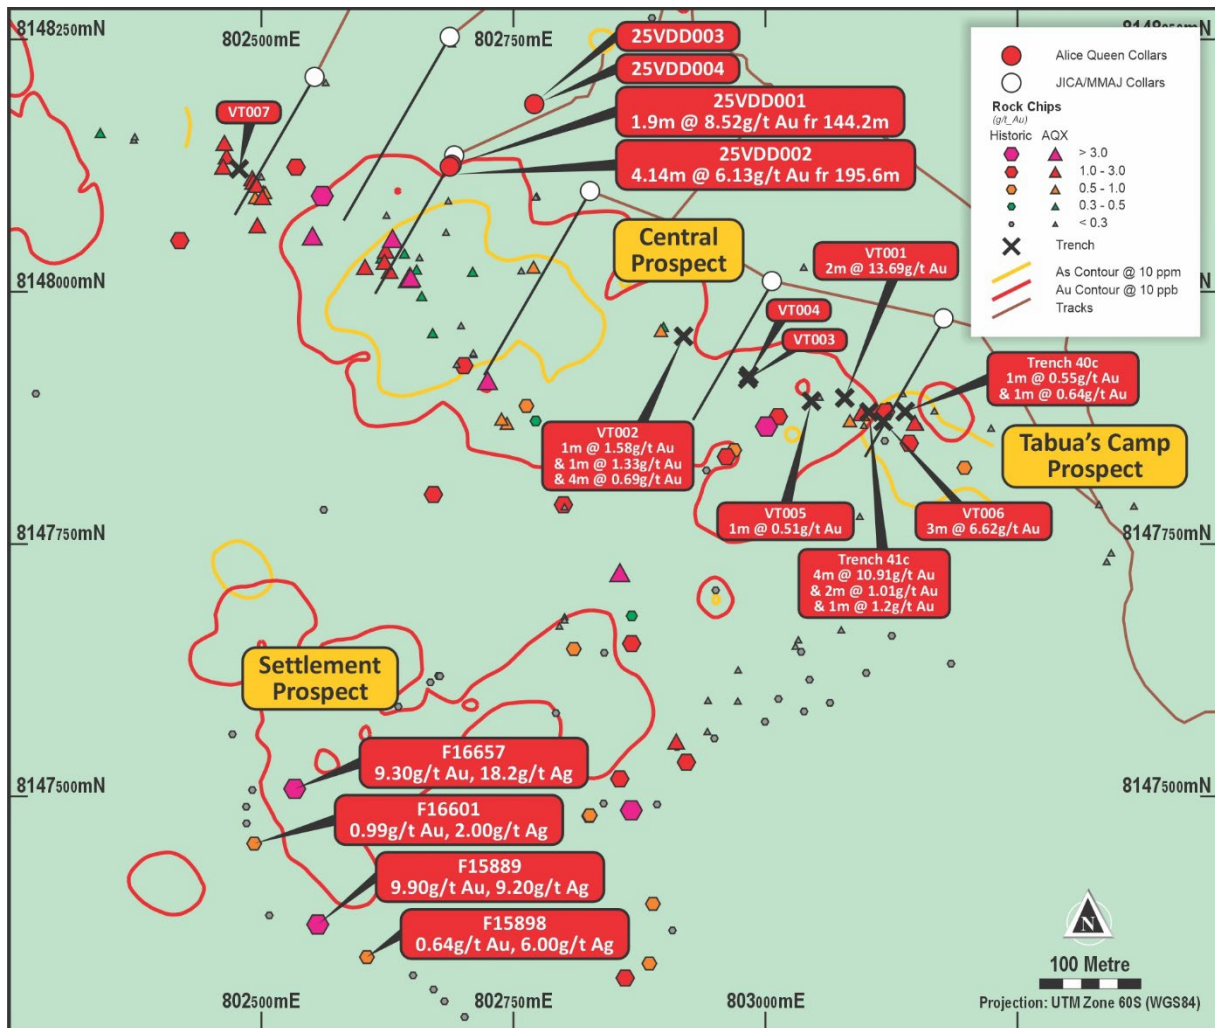 8148250mN
802500mE
802750mE
8148250mN
25VDD003
25VDD004
25VDD001
1.9m @ 8.52g/t Au fr 144.2m
25VDD002
4.14m @ 6.13g/t Au fr 195.6m
VT007
Alice Queen Collars
JICA/MMAJ Collars
Rock Chips
(g/t_Au)
Historic AQX
> 3.0
1.0 - 3.0
0.5 - 1.0
0.3 - 0.5
< 0.3
Trench
As Contour @ 10 ppm
Au Contour @ 10 ppb
Tracks
Central
Prospect
VT001
2m @ 13.69g/t Au
8148000mN
8148000mN
VT004
VT003
Trench 40c
1m @ 0.55g/t Au
& 1m @ 0.64g/t Au
VT002
1m @ 1.58g/t Au
& 1m @ 1.33g/t Au
& 4m @ 0.69g/t Au
Tabua's Camp
Prospect
VT005
1m @ 0.51g/t Au
VT006
3m @ 6.62g/t Au
8147750mN
8147750mN
Trench 41c
4m @ 10.91g/t Au
& 2m @ 1.01g/t Au
& 1m @ 1.2g/t Au
Settlement
Prospect
F16657
9.30g/t Au, 18.2g/t Ag
8147500mN
8147500mN
F16601
0.99g/t Au, 2.00g/t Ag
F15889
9.90g/t Au, 9.20g/t Ag
F15898
0.64g/t Au, 6.00g/t Ag
N
100 Metre
802500mE
802750mE
803000mE
Projection: UTM Zone 60S (WGS84)